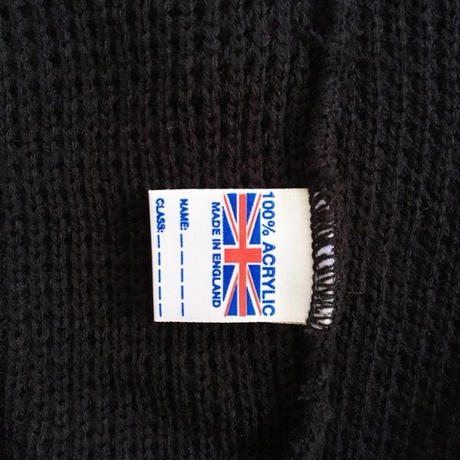 100% ACRYLIC
MADE IN ENGLAND
NAME: _ _ _ _ _
CLASS: _ _ _ _ _